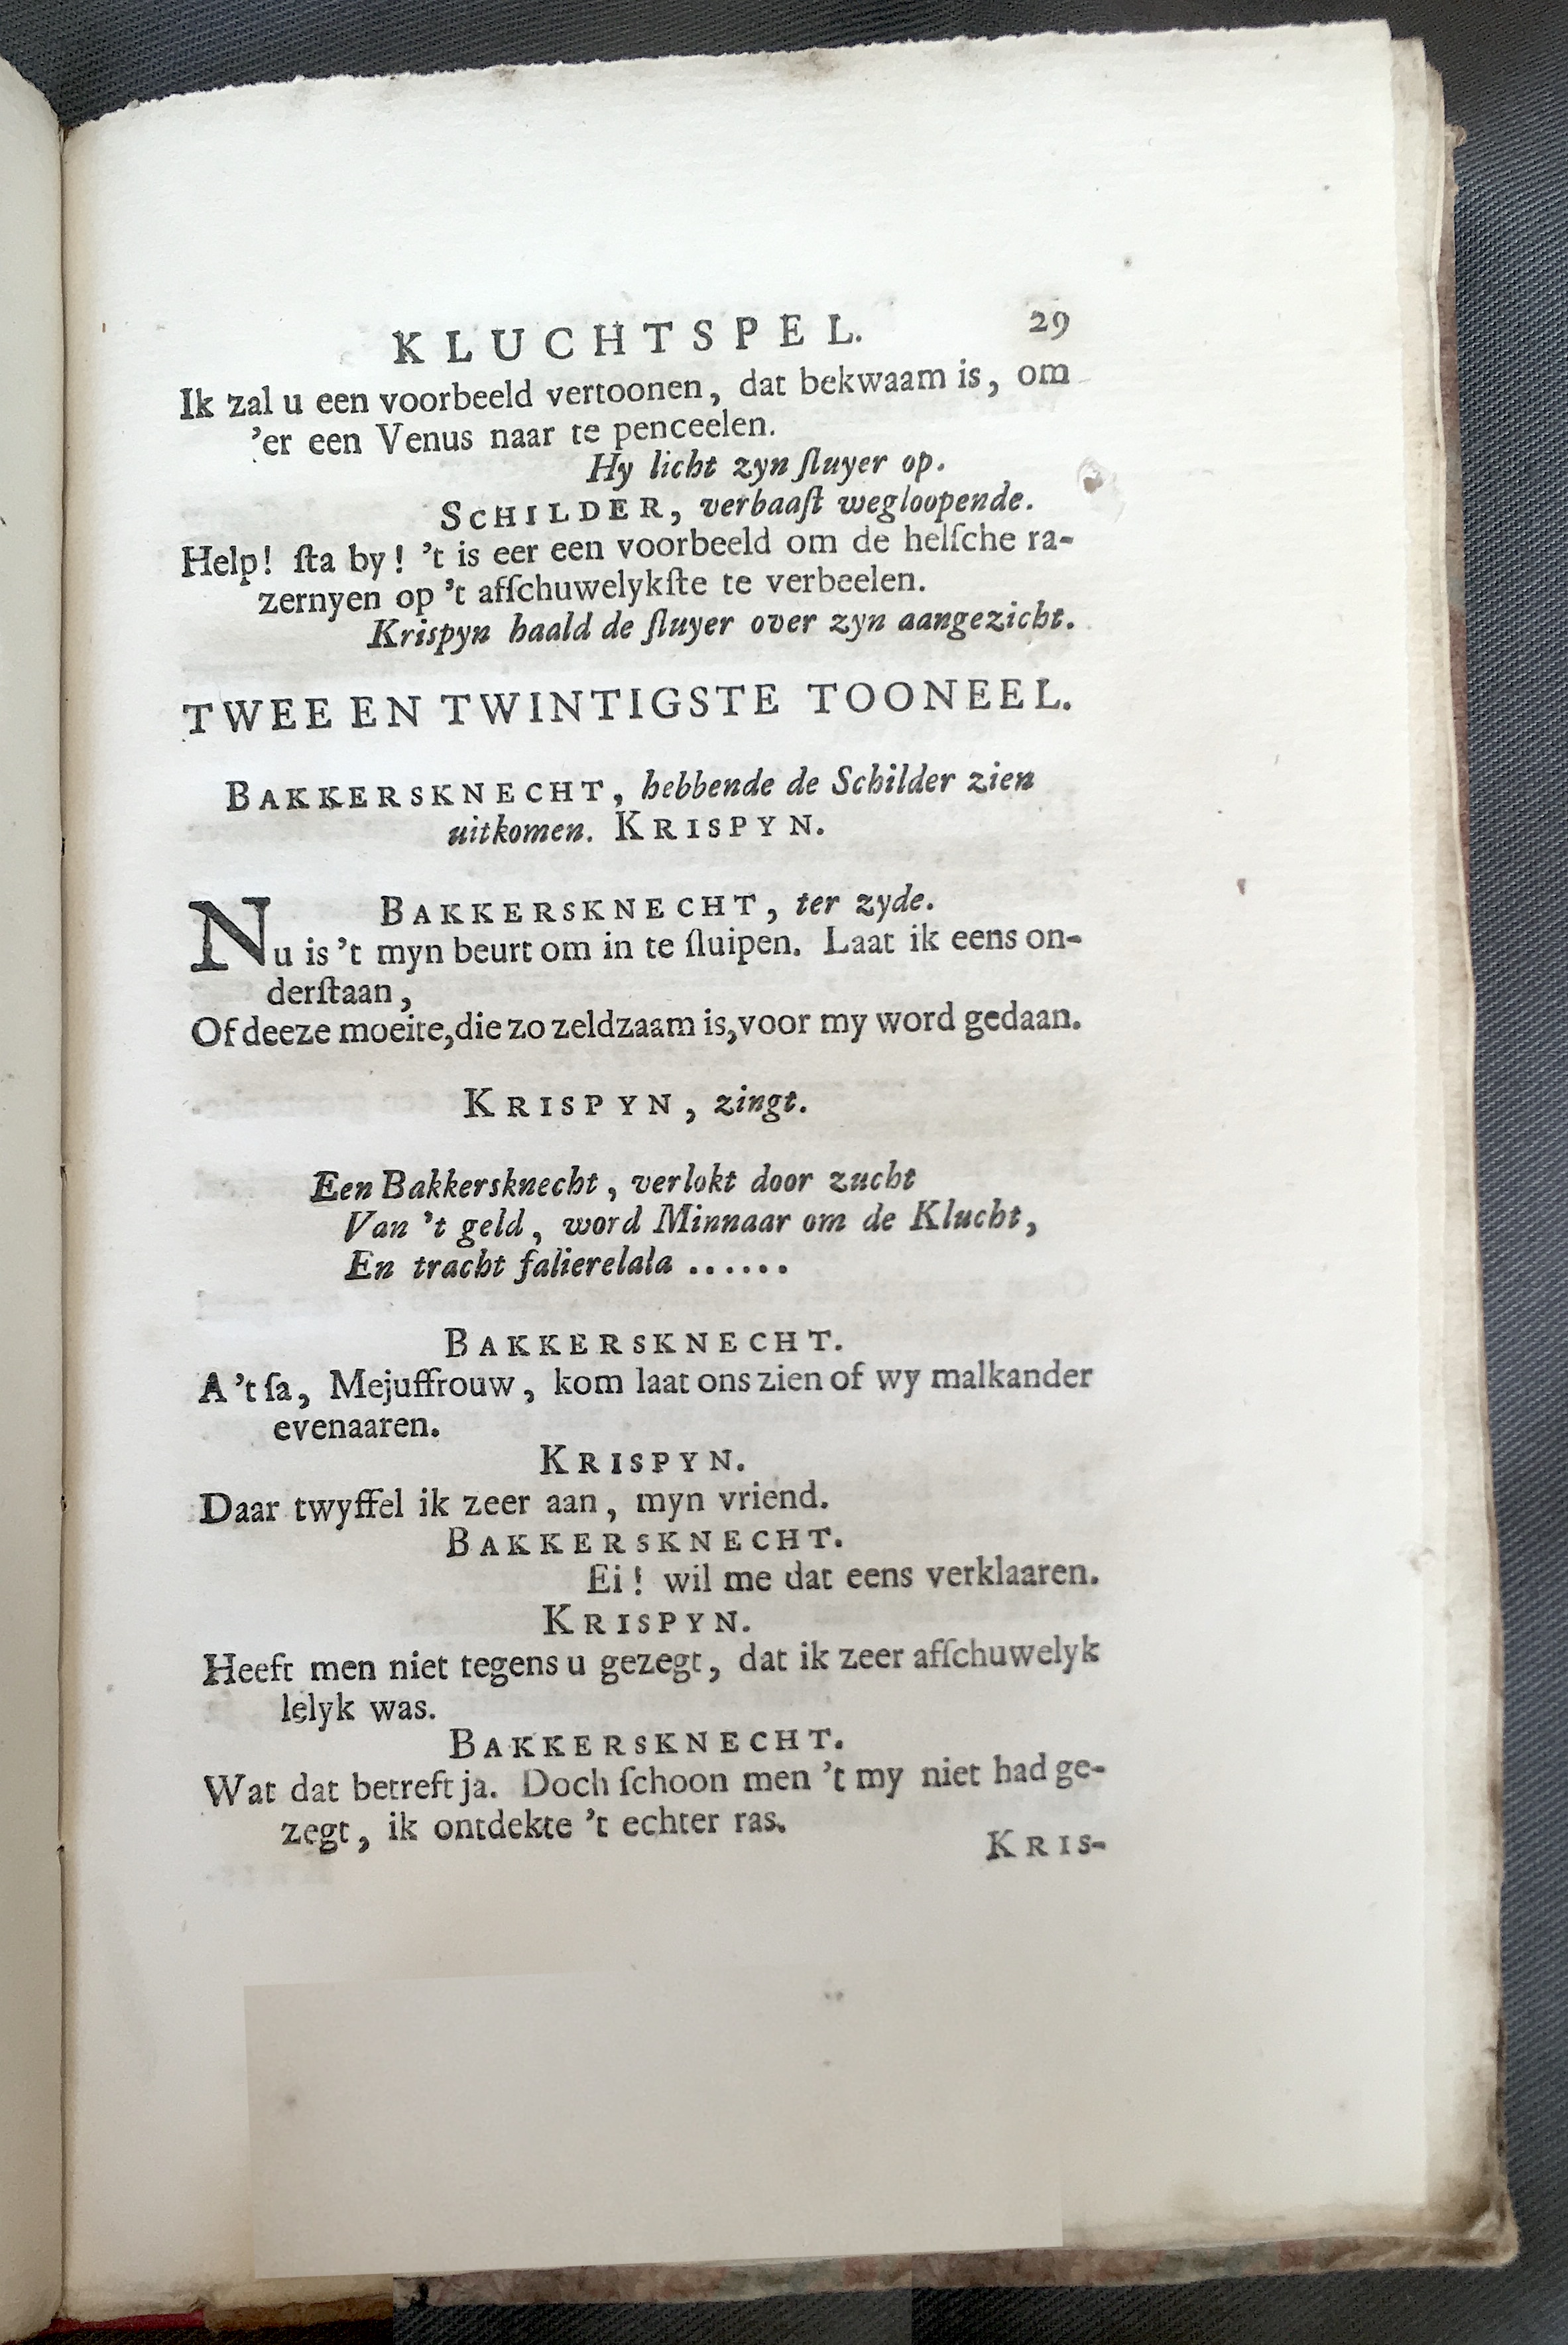 KLUCHTSPEL. 29
Ik zal u een voorbeeld vertoonen, dat bekwaam is, om
'er een Venus naar te penceelen.
Hy licht zyn ſluyer op.
SCHILDER, verbaaſt wegloopende.
Help! ſta by! 't is eer een voorbeeld om de helſche ra-
zernyen op 't afſchuwelykſte te verbeelen.
Krispyn haald de ſluyer over zyn aangezicht.
TWEE EN TWINTIGSTE TOONEEL.
BAKKERSKNECHT, hebbende de Schilder zien
uitkomen. KRISPYN.
BAKKERSKNECHT, ter zyde.
Nu is 't myn beurt om in te ſluipen. Laat ik eens on-
derſtaan,
Of deeze moeite, die zo zeldzaam is, voor my word gedaan.
KRISPYN, zingt.
Een Bakkersknecht, verlokt door zucht
Van 't geld, word Minnaar om de Klucht,
En tracht falierelala ......
BAKKERSKNECHT.
A 't ſa, Mejuffrouw, kom laat ons zien of wy malkander
evenaaren.
KRISPYN.
Daar twyffel ik zeer aan, myn vriend.
BAKKERSKNECHT.
Ei! wil me dat eens verklaaren.
KRISPYN.
Heeft men niet tegens u gezegt, dat ik zeer afſchuwelyk
lelyk was.
BAKKERSKNECHT.
Wat dat betreft ja. Doch ſchoon men 't my niet had ge-
zegt, ik ontdekte 't echter ras.
KRIS-